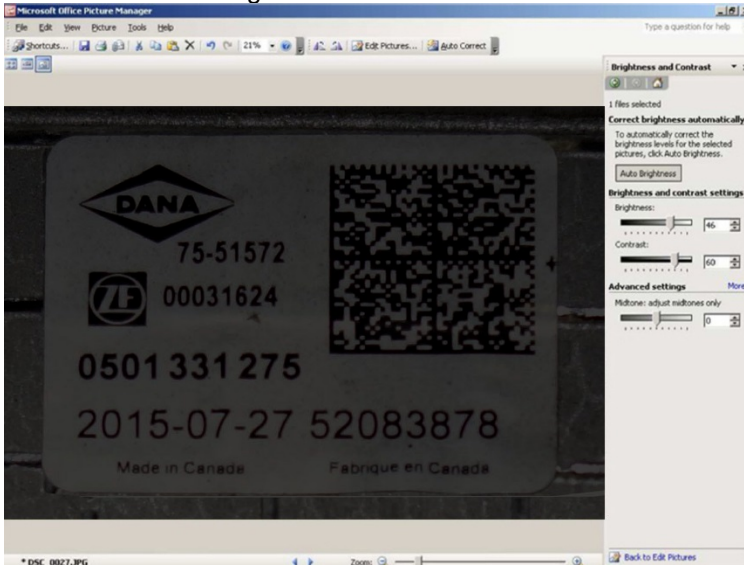 Microsoft Office Picture Manager
File Edit View Picture Tools Help
Type a question for help
Shortcuts... 21% Edit Pictures... Auto Correct
Brightness and Contrast
1 files selected
Correct brightness automatically
To automatically correct the
brightness levels for the selected
pictures, click Auto Brightness.
Auto Brightness
Brightness and contrast settings
Brightness:
46
Contrast:
60
Advanced settings More
Midtone: adjust midtones only
0
DANA
75-51572
ZF 00031624
0501 331 275
2015-07-27 52083878
Made in Canada Fabrique en Canada
Back to Edit Pictures
* DSC_0027.JPG Zoom: